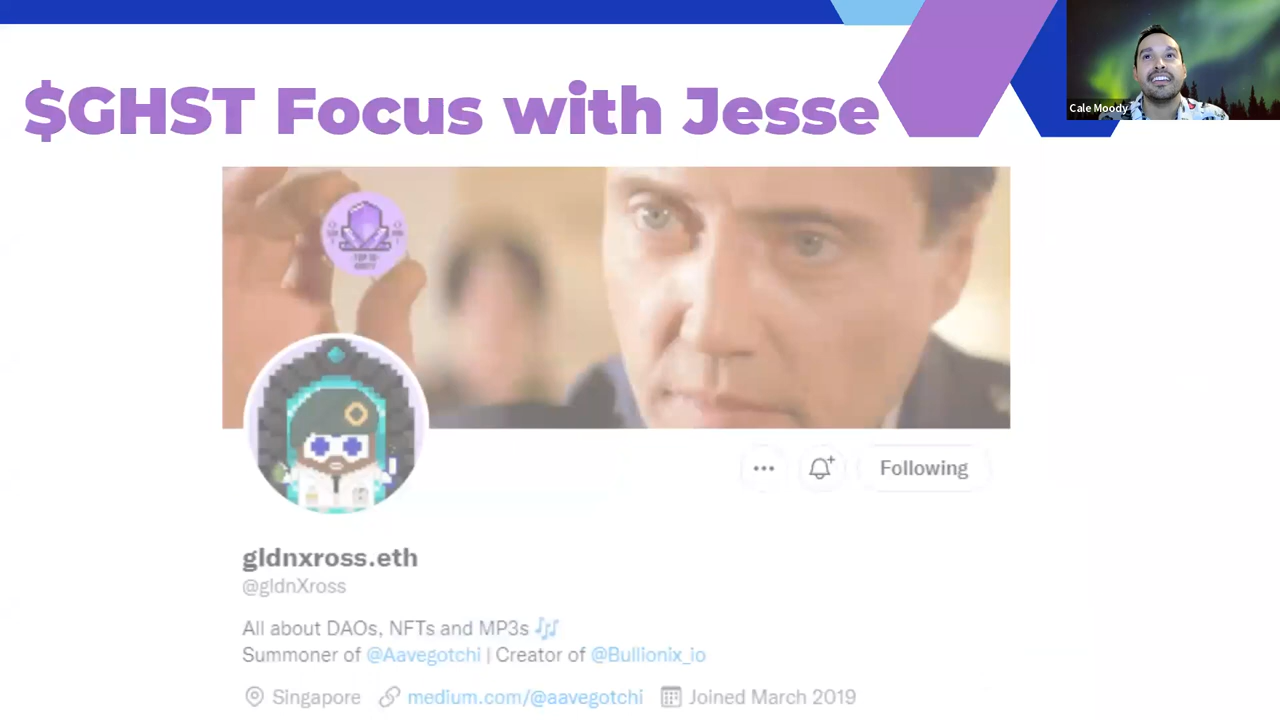 $GHST Focus with Jesse
Cale Moody
Following
gldnxross.eth
@gldnXross
All about DAOs, NFTs and MP3s 🎶
Summoner of @Aavegotchi | Creator of @Bullionix_io
Singapore medium.com/@aavegotchi Joined March 2019